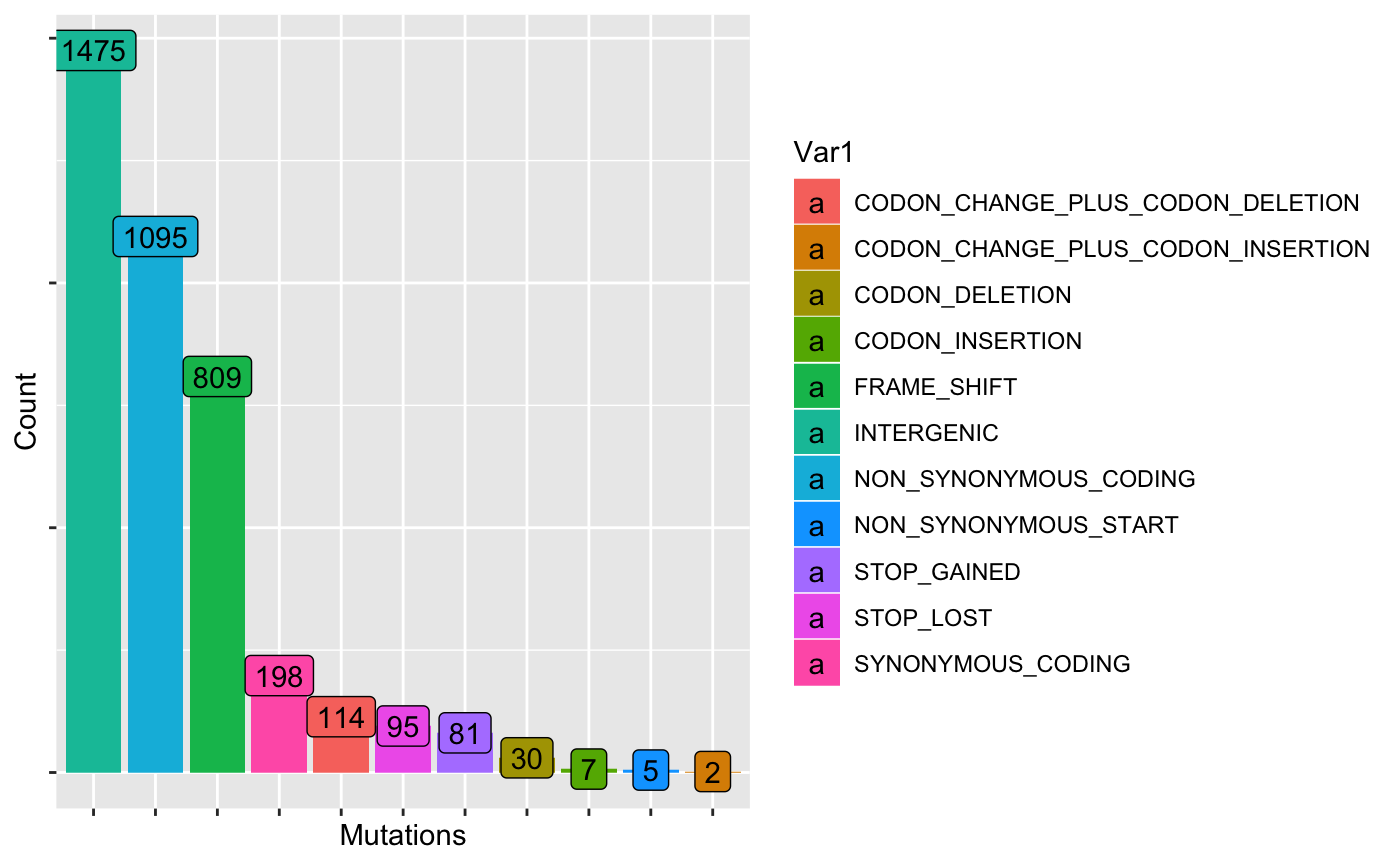 1475
1095
809
198
114
95
81
30
7
5
2
Count
Mutations
Var1
a CODON_CHANGE_PLUS_CODON_DELETION
a CODON_CHANGE_PLUS_CODON_INSERTION
a CODON_DELETION
a CODON_INSERTION
a FRAME_SHIFT
a INTERGENIC
a NON_SYNONYMOUS_CODING
a NON_SYNONYMOUS_START
a STOP_GAINED
a STOP_LOST
a SYNONYMOUS_CODING